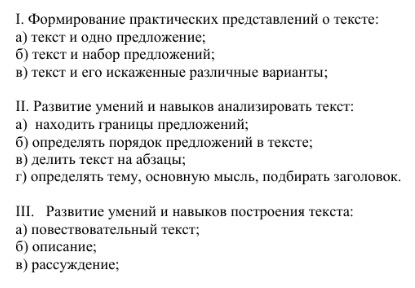 I. Формирование практических представлений о тексте:
а) текст и одно предложение;
б) текст и набор предложений;
в) текст и его искаженные различные варианты;
II. Развитие умений и навыков анализировать текст:
а) находить границы предложений;
б) определять порядок предложений в тексте;
в) делить текст на абзацы;
г) определять тему, основную мысль, подбирать заголовок.
III. Развитие умений и навыков построения текста:
а) повествовательный текст;
б) описание;
в) рассуждение;